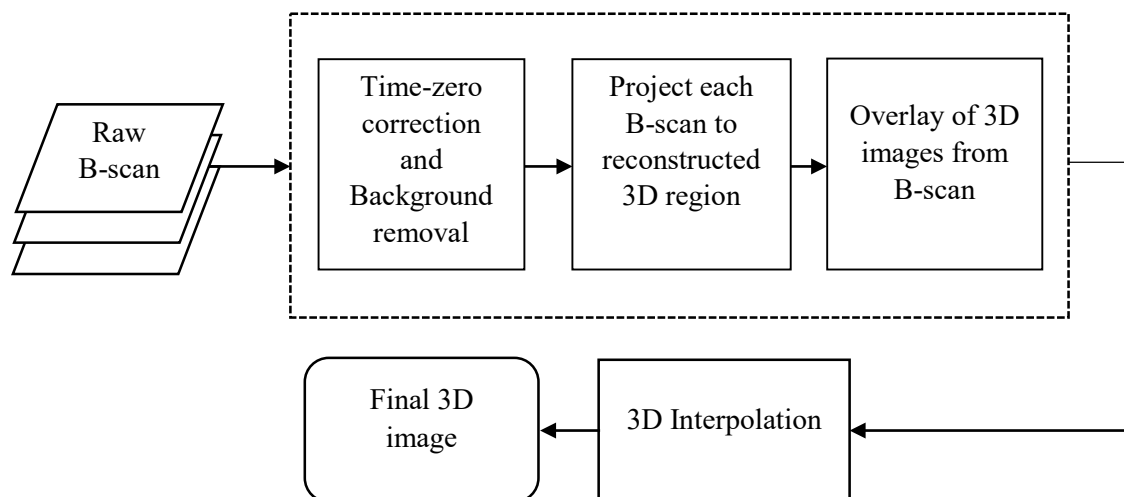 Raw
B-scan
Time-zero
correction
and
Background
removal
Project each
B-scan to
reconstructed
3D region
Overlay of 3D
images from
B-scan
Final 3D
image
3D Interpolation